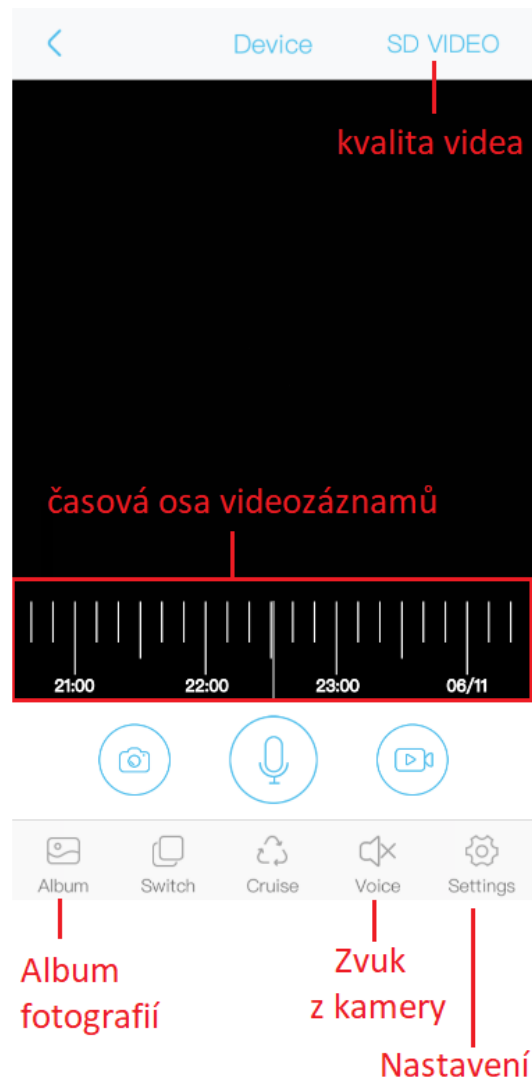 Device SD VIDEO
kvalita videa
časová osa videozáznamů
21:00 22:00 23:00 06/11
Album Switch Cruise Voice Settings
Album
fotografií
Zvuk
z kamery
Nastavení